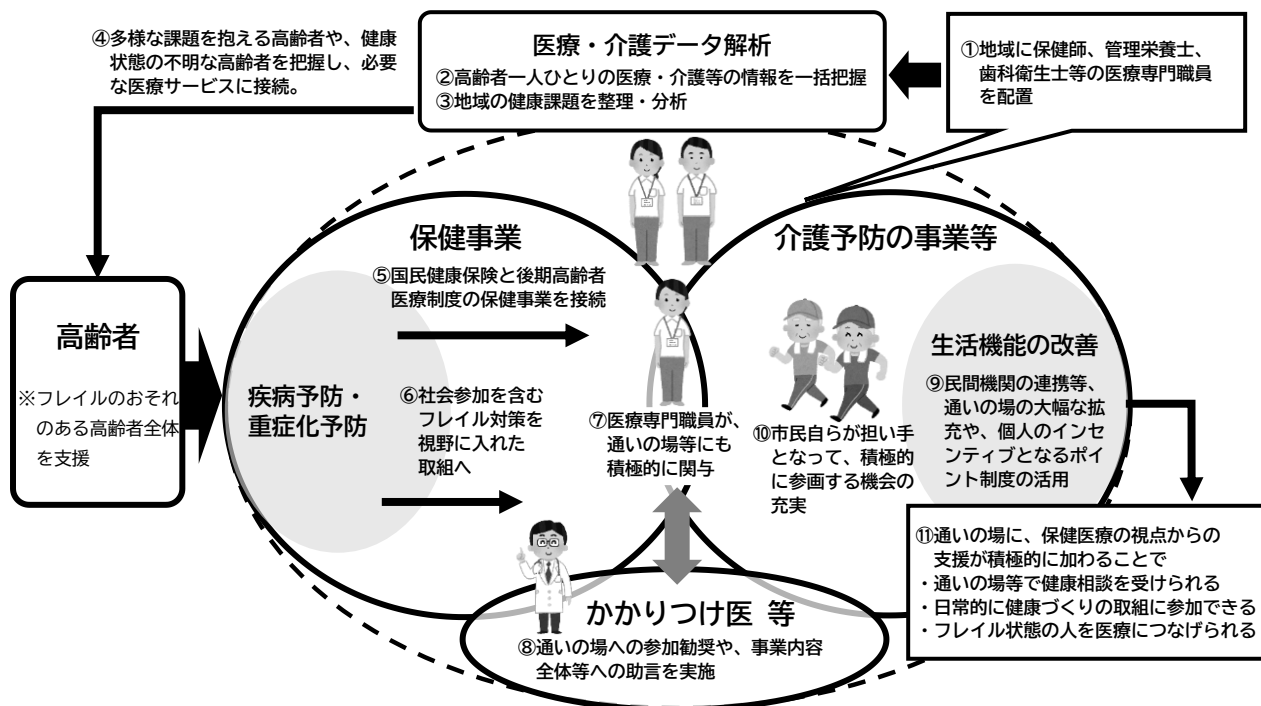 ④多様な課題を抱える高齢者や、健康
状態の不明な高齢者を把握し、必要
な医療サービスに接続。
医療・介護データ解析
②高齢者一人ひとりの医療・介護等の情報を一括把握
③地域の健康課題を整理・分析
①地域に保健師、管理栄養士、
歯科衛生士等の医療専門職員
を配置
保健事業
⑤国民健康保険と後期高齢者
医療制度の保健事業を接続
介護予防の事業等
高齢者
※フレイルのおそれ
のある高齢者全体
を支援
疾病予防・
重症化予防
⑥社会参加を含む
フレイル対策を
視野に入れた
取組へ
⑦医療専門職員が、
通いの場等にも
積極的に関与
⑩市民自らが担い手
となって、積極的
に参画する機会の
充実
生活機能の改善
⑨民間機関の連携等、
通いの場の大幅な拡
充や、個人のインセ
ンティブとなるポイ
ント制度の活用
かかりつけ医 等
⑧通いの場への参加勧奨や、事業内容
全体等への助言を実施
⑪通いの場に、保健医療の視点からの
支援が積極的に加わることで
・通いの場等で健康相談を受けられる
・日常的に健康づくりの取組に参加できる
・フレイル状態の人を医療につなげられる